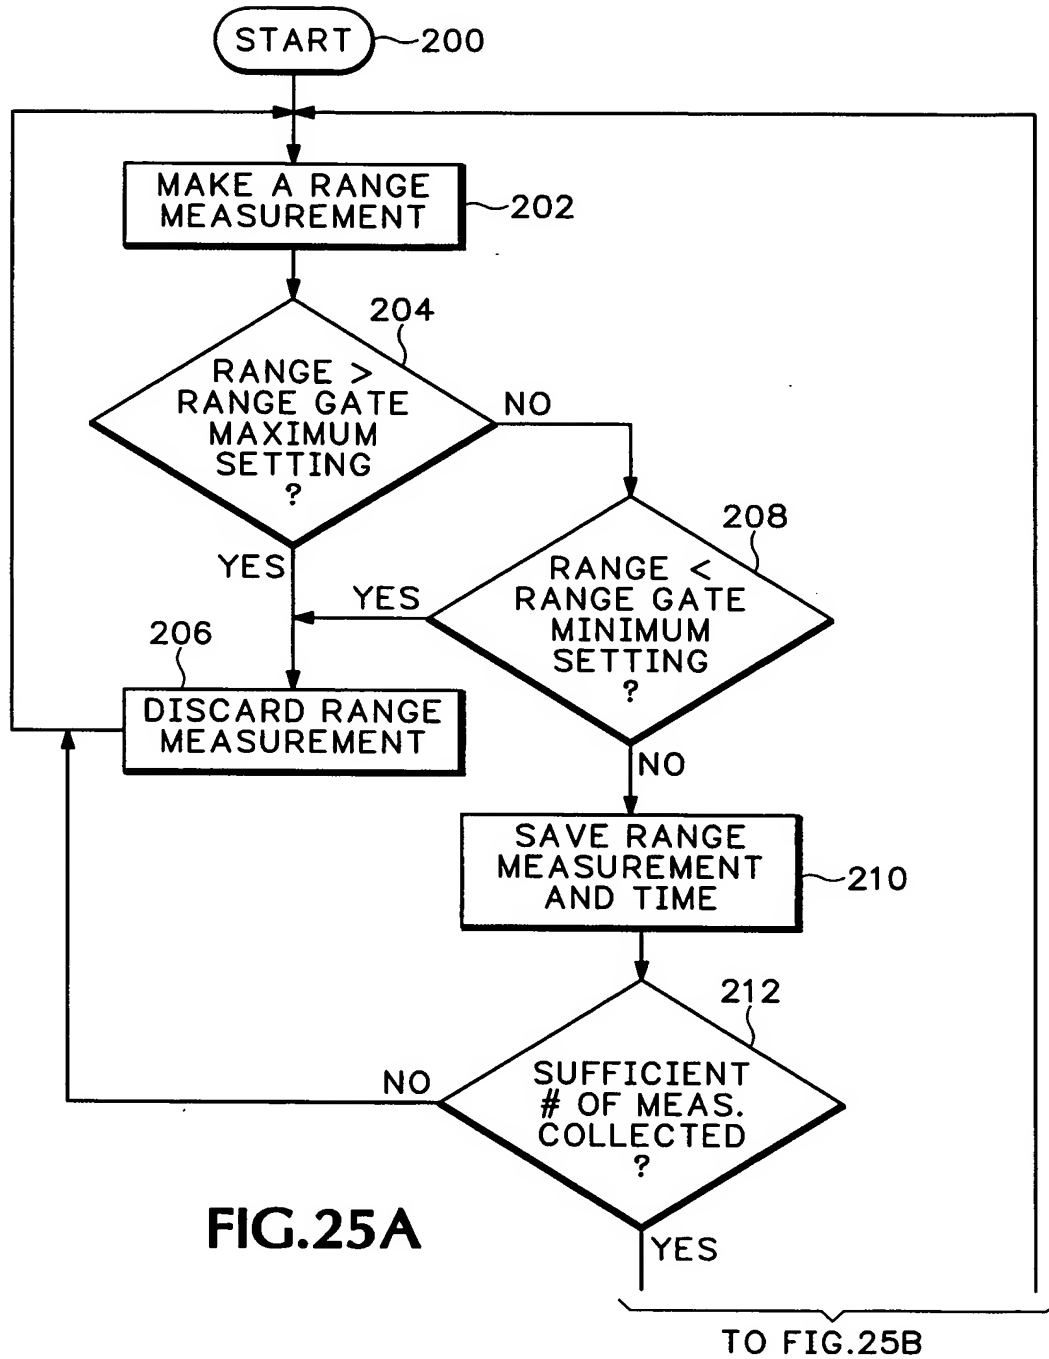 START
200
MAKE A RANGE
MEASUREMENT
202
204
RANGE >
RANGE GATE
MAXIMUM
SETTING
?
NO
YES
208
RANGE <
RANGE GATE
MINIMUM
SETTING
?
YES
NO
206
DISCARD RANGE
MEASUREMENT
SAVE RANGE
MEASUREMENT
AND TIME
210
212
SUFFICIENT
# OF MEAS.
COLLECTED
?
NO
YES
FIG.25A
TO FIG.25B